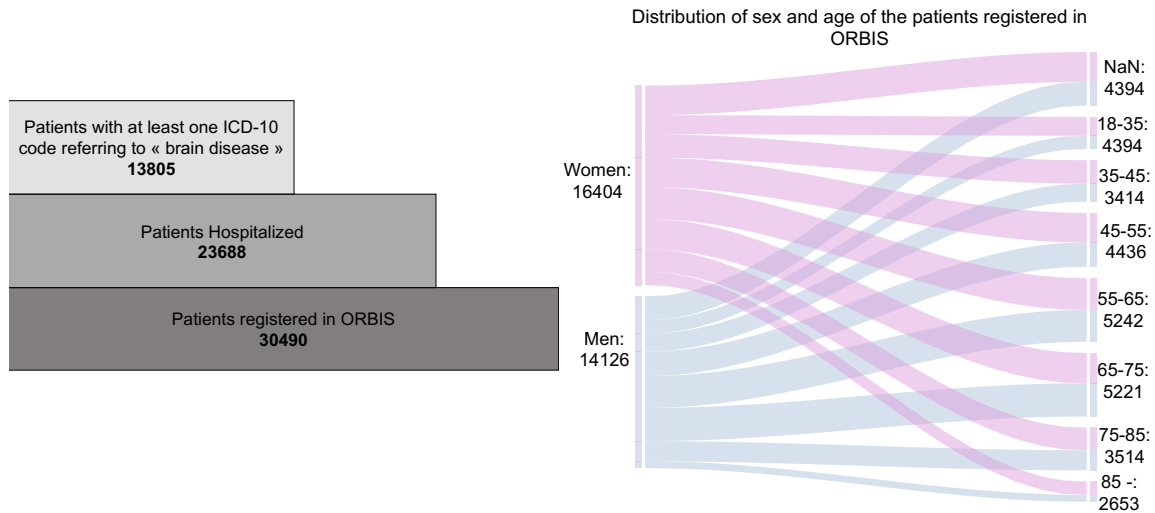 Patients with at least one ICD-10
code referring to « brain disease »
13805
Patients Hospitalized
23688
Patients registered in ORBIS
30490
Distribution of sex and age of the patients registered in
ORBIS
Women:
16404
Men:
14126
NaN:
4394
18-35:
4394
35-45:
3414
45-55:
4436
55-65:
5242
65-75:
5221
75-85:
3514
85 -:
2653